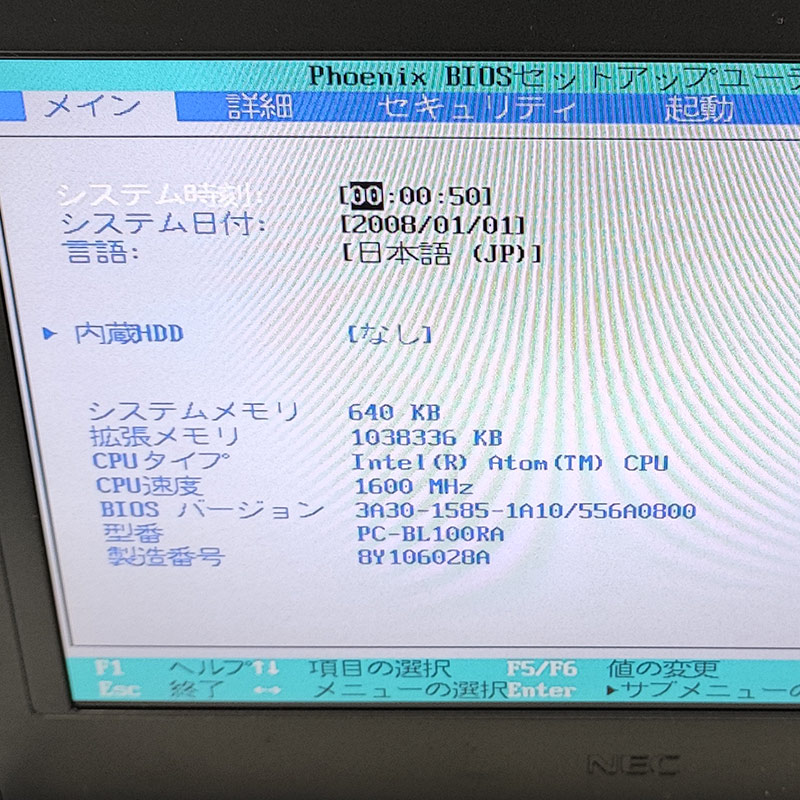 Phoenix BIOSセットアップユーテ
メイン 詳細 セキュリティ 起動
システム時刻: [00:00:50]
システム日付: [2008/01/01]
言語: [日本語 (JP)]
▶ 内蔵HDD [なし]
システムメモリ 640 KB
拡張メモリ 1038336 KB
CPUタイプ Intel(R) Atom(TM) CPU
CPU速度 1600 MHz
BIOS バージョン 3A30-1585-1A10/556A0800
型番 PC-BL100RA
製造番号 8Y106028A
F1 ヘルプ ↑↓ 項目の選択 F5/F6 値の変更
Esc 終了 ↔ メニューの選択 Enter ▶サブメニューの
NEC